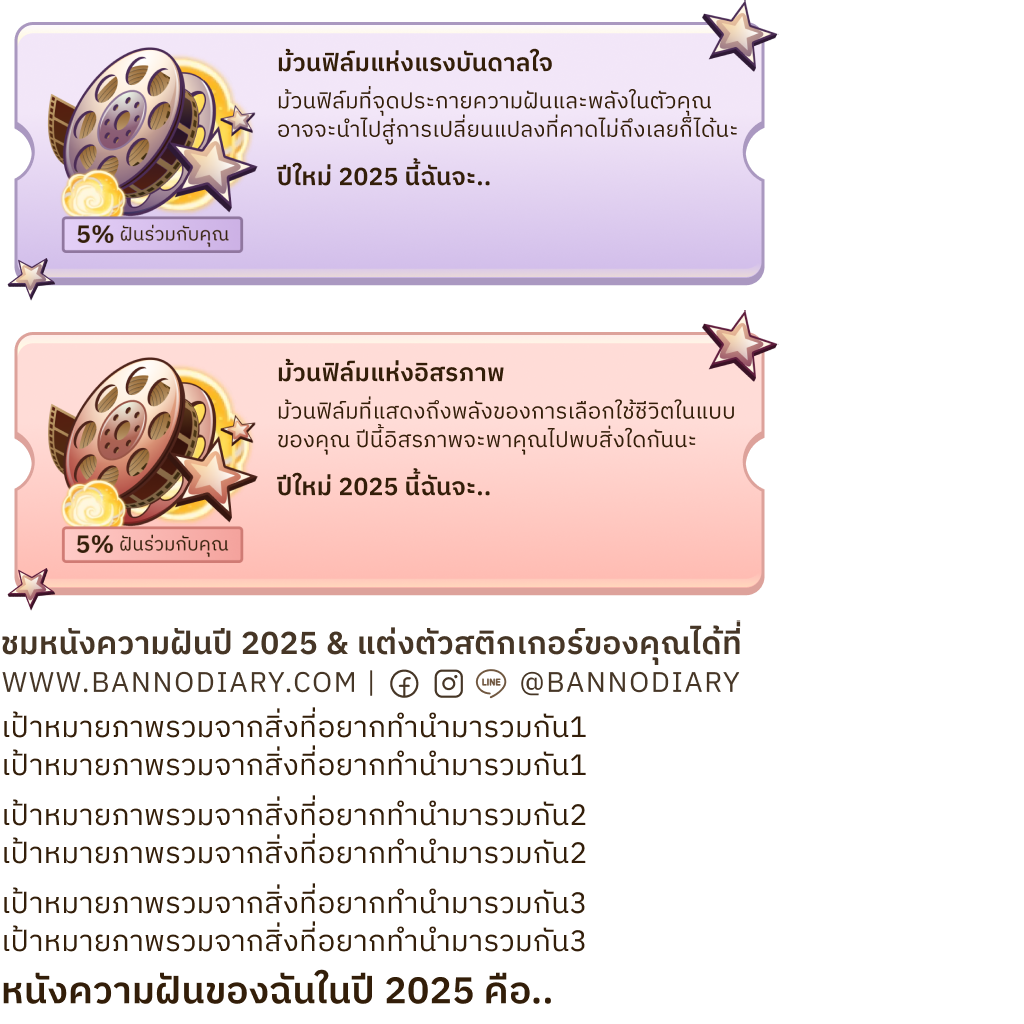 ม้วนฟิล์มแห่งแรงบันดาลใจ
ม้วนฟิล์มที่จุดประกายความฝันและพลังในตัวคุณ
อาจจะนำไปสู่การเปลี่ยนแปลงที่คาดไม่ถึงเลยก็ได้นะ
ปีใหม่ 2025 นี้ฉันจะ..
5% ฝันร่วมกับคุณ
ม้วนฟิล์มแห่งอิสรภาพ
ม้วนฟิล์มที่แสดงถึงพลังของการเลือกใช้ชีวิตในแบบ
ของคุณ ปีนี้อิสรภาพจะพาคุณไปพบสิ่งใดกันนะ
ปีใหม่ 2025 นี้ฉันจะ..
5% ฝันร่วมกับคุณ
ชมหนังความฝันปี 2025 & แต่งตัวสติกเกอร์ของคุณได้ที่
WWW.BANNODIARY.COM | LINE @BANNODIARY
เป้าหมายภาพรวมจากสิ่งที่อยากทำนำมารวมกัน1
เป้าหมายภาพรวมจากสิ่งที่อยากทำนำมารวมกัน1
เป้าหมายภาพรวมจากสิ่งที่อยากทำนำมารวมกัน2
เป้าหมายภาพรวมจากสิ่งที่อยากทำนำมารวมกัน2
เป้าหมายภาพรวมจากสิ่งที่อยากทำนำมารวมกัน3
เป้าหมายภาพรวมจากสิ่งที่อยากทำนำมารวมกัน3
หนังความฝันของฉันในปี 2025 คือ..